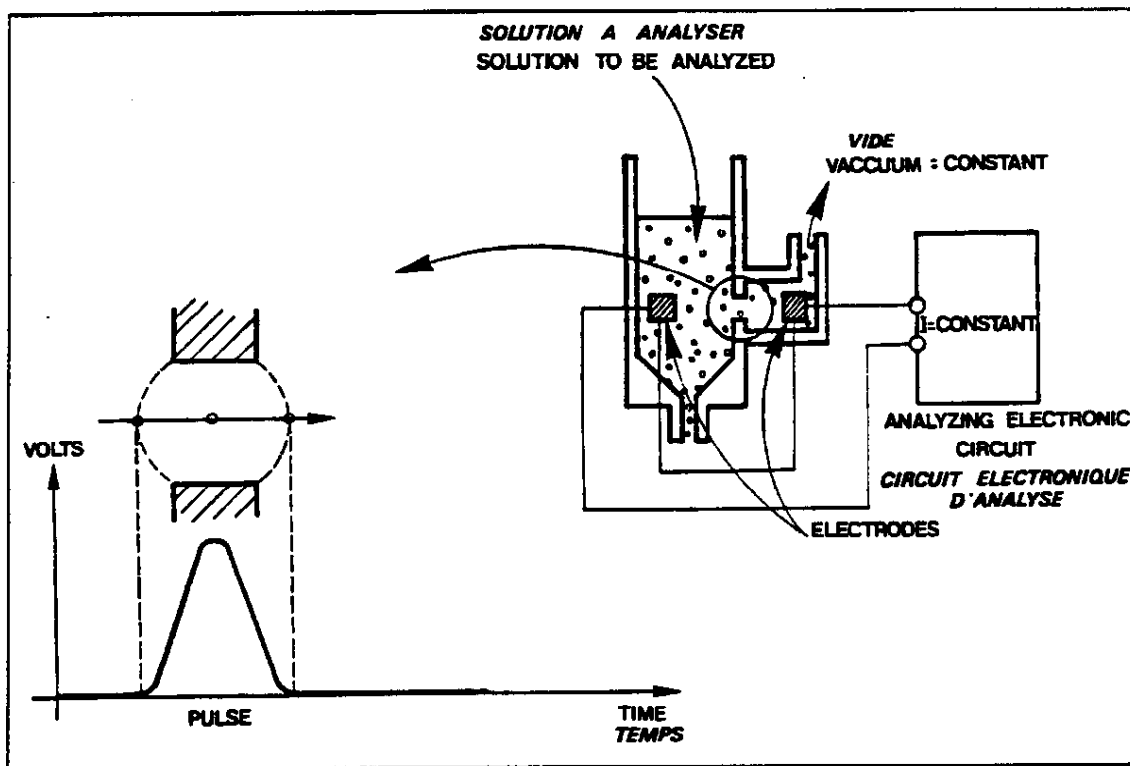 SOLUTION A ANALYSER
SOLUTION TO BE ANALYZED
VIDE
VACCUUM = CONSTANT
I=CONSTANT
ANALYZING ELECTRONIC
CIRCUIT
CIRCUIT ELECTRONIQUE
D'ANALYSE
ELECTRODES
VOLTS
PULSE
TIME
TEMPS